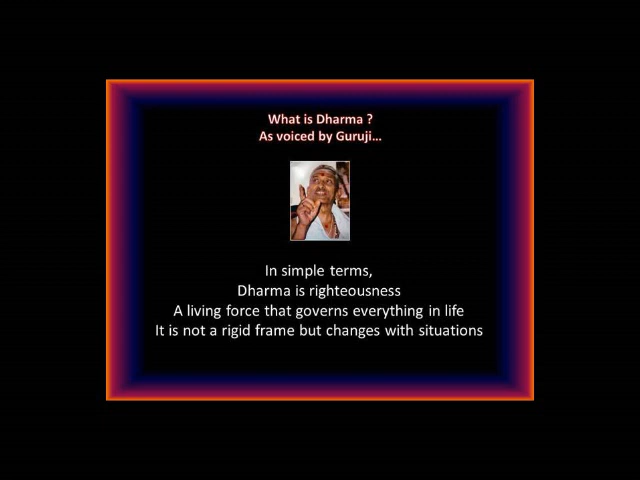 What is Dharma ?
As voiced by Guruji...
In simple terms,
Dharma is righteousness
A living force that governs everything in life
It is not a rigid frame but changes with situations